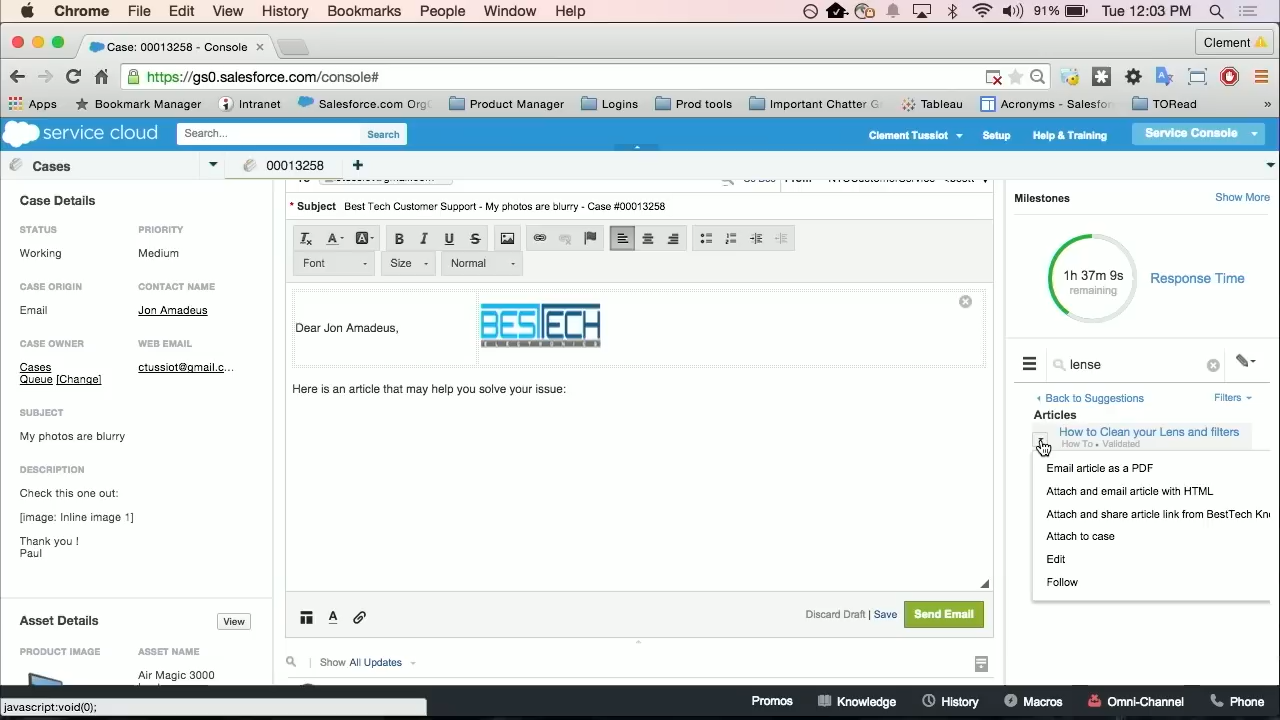 Chrome File Edit View History Bookmarks People Window Help 91% Tue 12:03 PM
Case: 00013258 - Console
Clement
https://gs0.salesforce.com/console#
Apps Bookmark Manager Intranet Salesforce.com Org Product Manager Logins Prod tools Important Chatter G Tableau Acronyms - Salesfor TORead »
service cloud Search... Search Clement Tussiot Setup Help & Training Service Console
Cases 00013258
Case Details
STATUS PRIORITY
Working Medium
CASE ORIGIN CONTACT NAME
Email Jon Amadeus
CASE OWNER WEB EMAIL
Cases Queue [Change] ctussiot@gmail.c...
SUBJECT
My photos are blurry
DESCRIPTION
Check this one out:
[image: Inline image 1]
Thank you !
Paul
Asset Details View
PRODUCT IMAGE ASSET NAME
Air Magic 3000
* Subject Best Tech Customer Support - My photos are blurry - Case #00013258
Font Size Normal
Dear Jon Amadeus,
BESTECH
ELECTRONICS
Here is an article that may help you solve your issue:
Discard Draft | Save Send Email
Show All Updates
Milestones Show More
1h 37m 9s
remaining
Response Time
lense
Back to Suggestions Filters
Articles
How to Clean your Lens and filters
How To • Validated
Email article as a PDF
Attach and email article with HTML
Attach and share article link from BestTech Kn
Attach to case
Edit
Follow
javascript:void(0);
Promos Knowledge History Macros Omni-Channel Phone